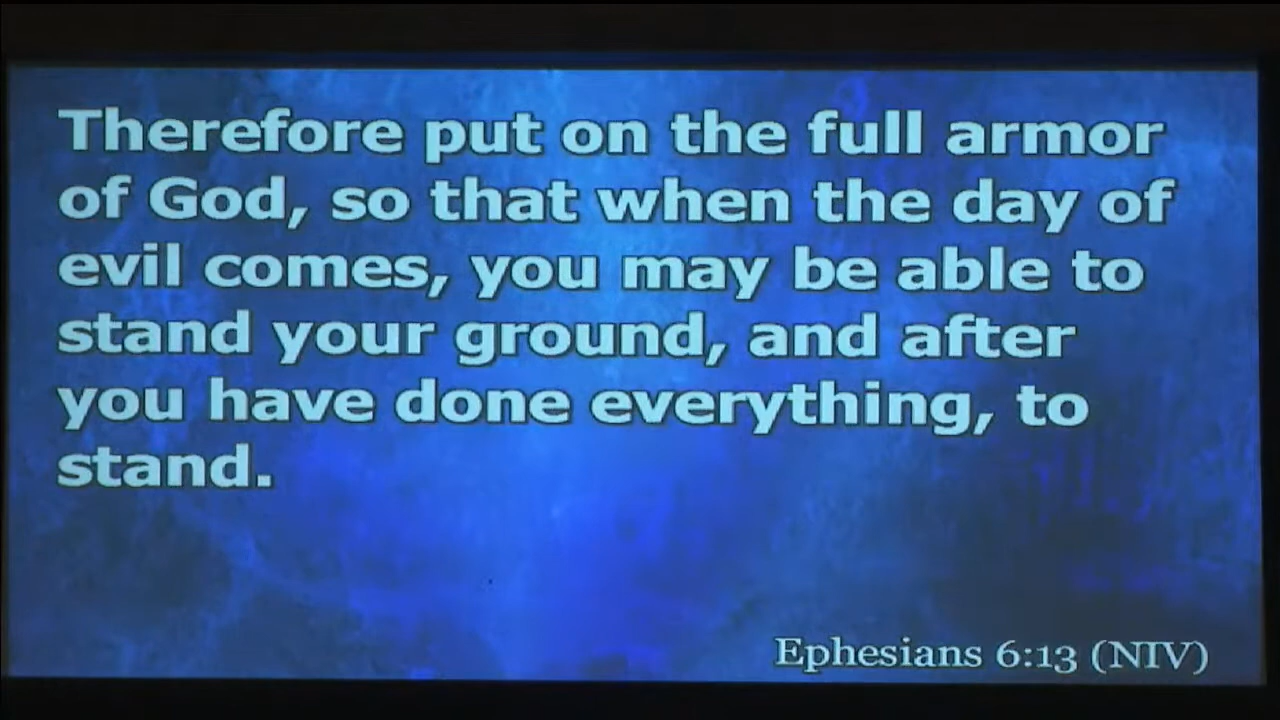 Therefore put on the full armor
of God, so that when the day of
evil comes, you may be able to
stand your ground, and after
you have done everything, to
stand.
Ephesians 6:13 (NIV)